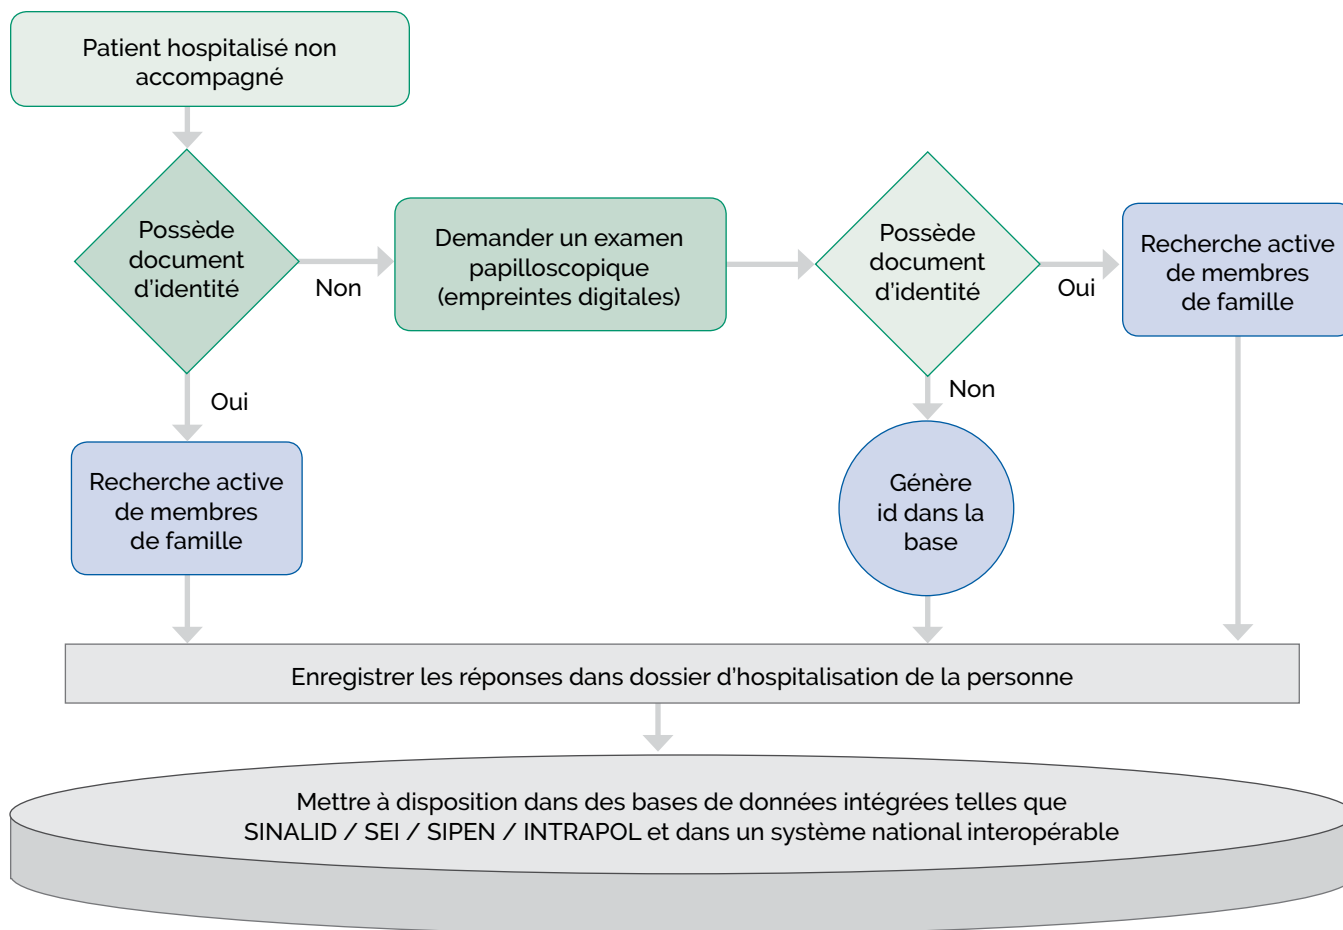 Patient hospitalisé non
accompagné
Possède
document
d'identité
Non
Demander un examen
papilloscopique
(empreintes digitales)
Possède
document
d'identité
Oui
Recherche active
de membres
de famille
Oui
Non
Recherche active
de membres
de famille
Génère
id dans la
base
Enregistrer les réponses dans dossier d'hospitalisation de la personne
Mettre à disposition dans des bases de données intégrées telles que
SINALID / SEI / SIPEN / INTRAPOL et dans un système national interopérable